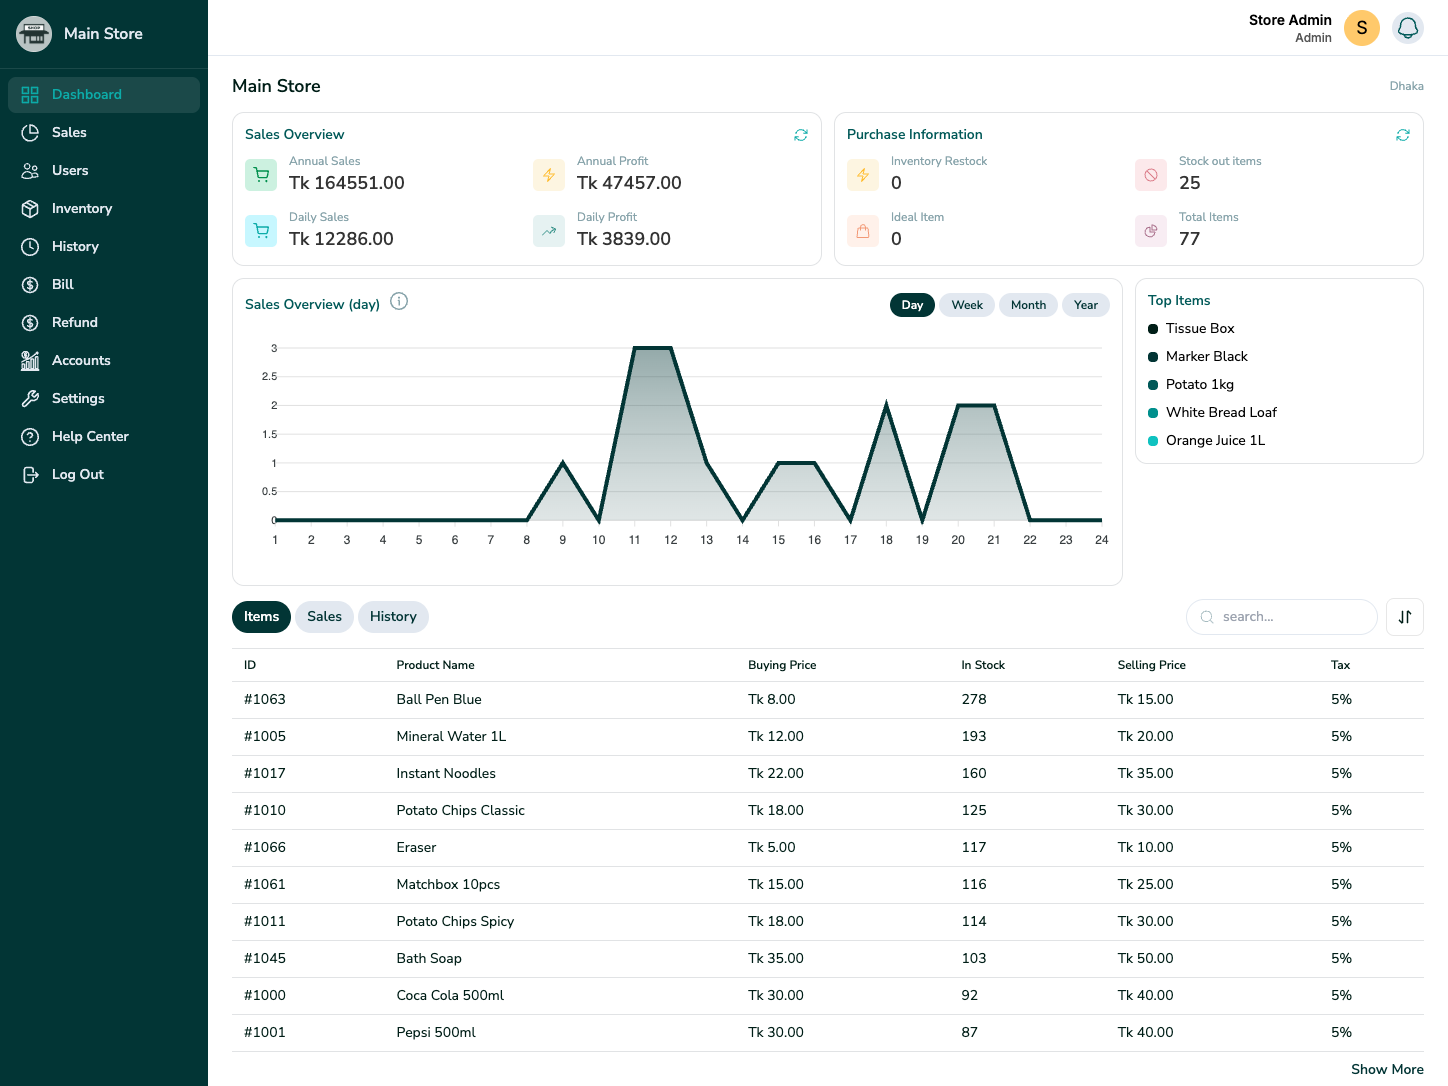 SHOP
Main Store
Dashboard
Sales
Users
Inventory
History
Bill
Refund
Accounts
Settings
Help Center
Log Out
Store Admin
Admin
S
Main Store
Dhaka
Sales Overview
Annual Sales
Tk 164551.00
Annual Profit
Tk 47457.00
Daily Sales
Tk 12286.00
Daily Profit
Tk 3839.00
Purchase Information
Inventory Restock
0
Stock out items
25
Ideal Item
0
Total Items
77
Sales Overview (day)
Day Week Month Year
3
2.5
2
1.5
1
0.5
0
1 2 3 4 5 6 7 8 9 10 11 12 13 14 15 16 17 18 19 20 21 22 23 24
Top Items
Tissue Box
Marker Black
Potato 1kg
White Bread Loaf
Orange Juice 1L
Items Sales History
search...
ID Product Name Buying Price In Stock Selling Price Tax
#1063 Ball Pen Blue Tk 8.00 278 Tk 15.00 5%
#1005 Mineral Water 1L Tk 12.00 193 Tk 20.00 5%
#1017 Instant Noodles Tk 22.00 160 Tk 35.00 5%
#1010 Potato Chips Classic Tk 18.00 125 Tk 30.00 5%
#1066 Eraser Tk 5.00 117 Tk 10.00 5%
#1061 Matchbox 10pcs Tk 15.00 116 Tk 25.00 5%
#1011 Potato Chips Spicy Tk 18.00 114 Tk 30.00 5%
#1045 Bath Soap Tk 35.00 103 Tk 50.00 5%
#1000 Coca Cola 500ml Tk 30.00 92 Tk 40.00 5%
#1001 Pepsi 500ml Tk 30.00 87 Tk 40.00 5%
Show More